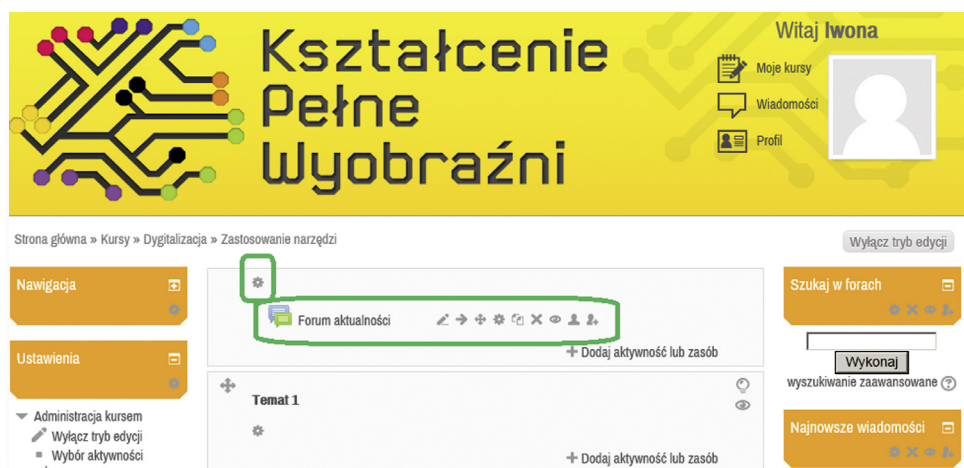 Kształcenie
Pełne
Wyobraźni
Witaj Iwona
Moje kursy
Wiadomości
Profil
Strona główna » Kursy » Dygitalizacja » Zastosowanie narzędzi
Wyłącz tryb edycji
Nawigacja
Ustawienia
Administracja kursem
Wyłącz tryb edycji
Wybór aktywności
Forum aktualności
Dodaj aktywność lub zasób
Temat 1
Dodaj aktywność lub zasób
Szukaj w forach
Wykonaj
wyszukiwanie zaawansowane
Najnowsze wiadomości